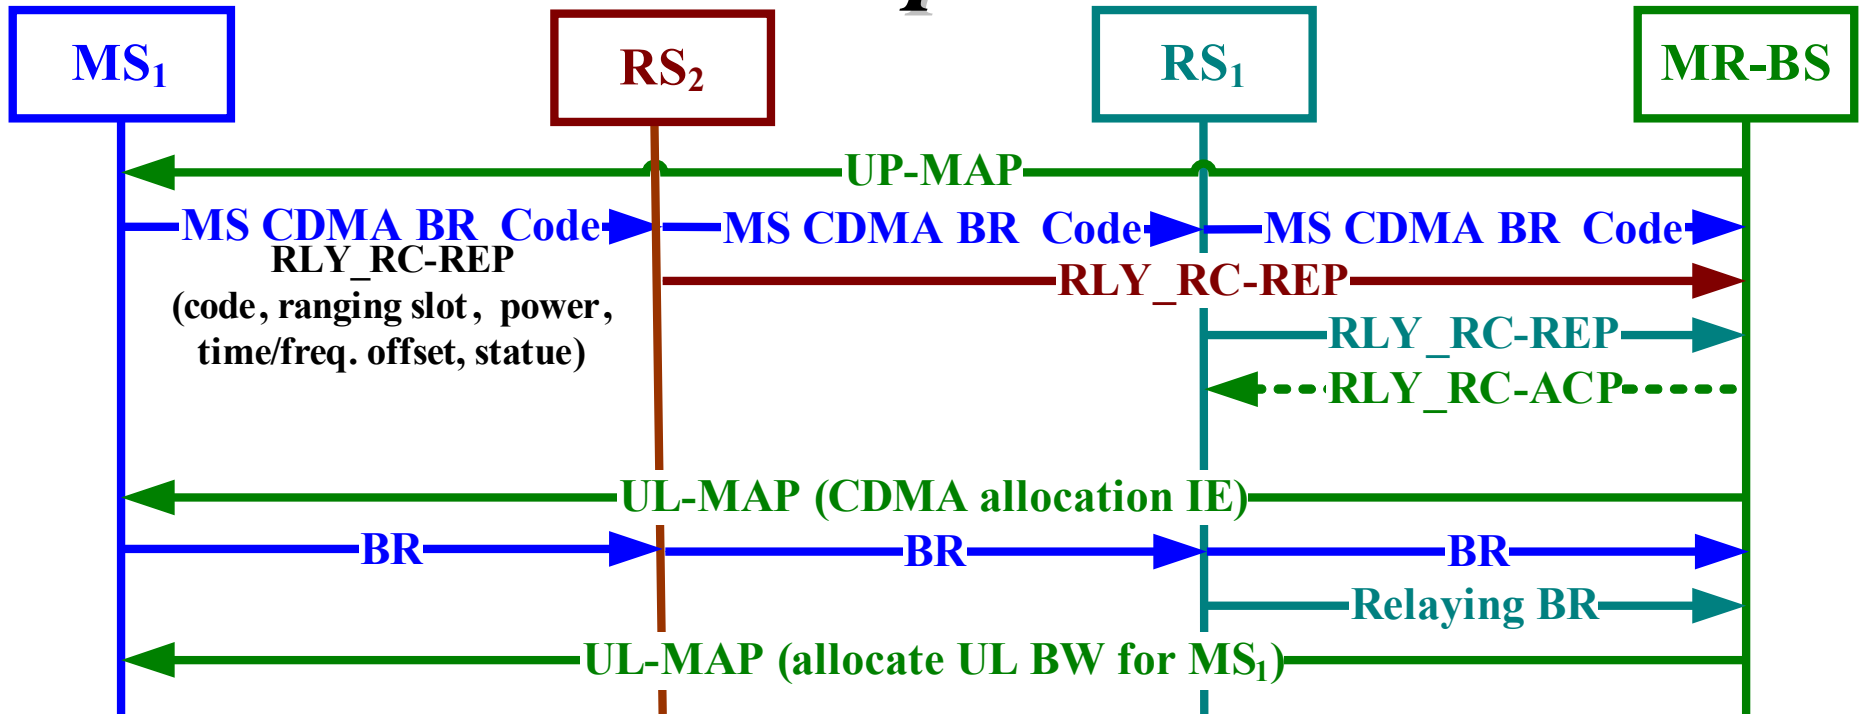 MS₁ RS₂ RS₁ MR-BS
UP-MAP
MS CDMA BR Code MS CDMA BR Code MS CDMA BR Code
RLY_RC-REP
(code, ranging slot, power,
time/freq. offset, statue)
RLY_RC-REP
RLY_RC-REP
RLY_RC-ACP
UL-MAP (CDMA allocation IE)
BR BR BR
Relaying BR
UL-MAP (allocate UL BW for MS₁)